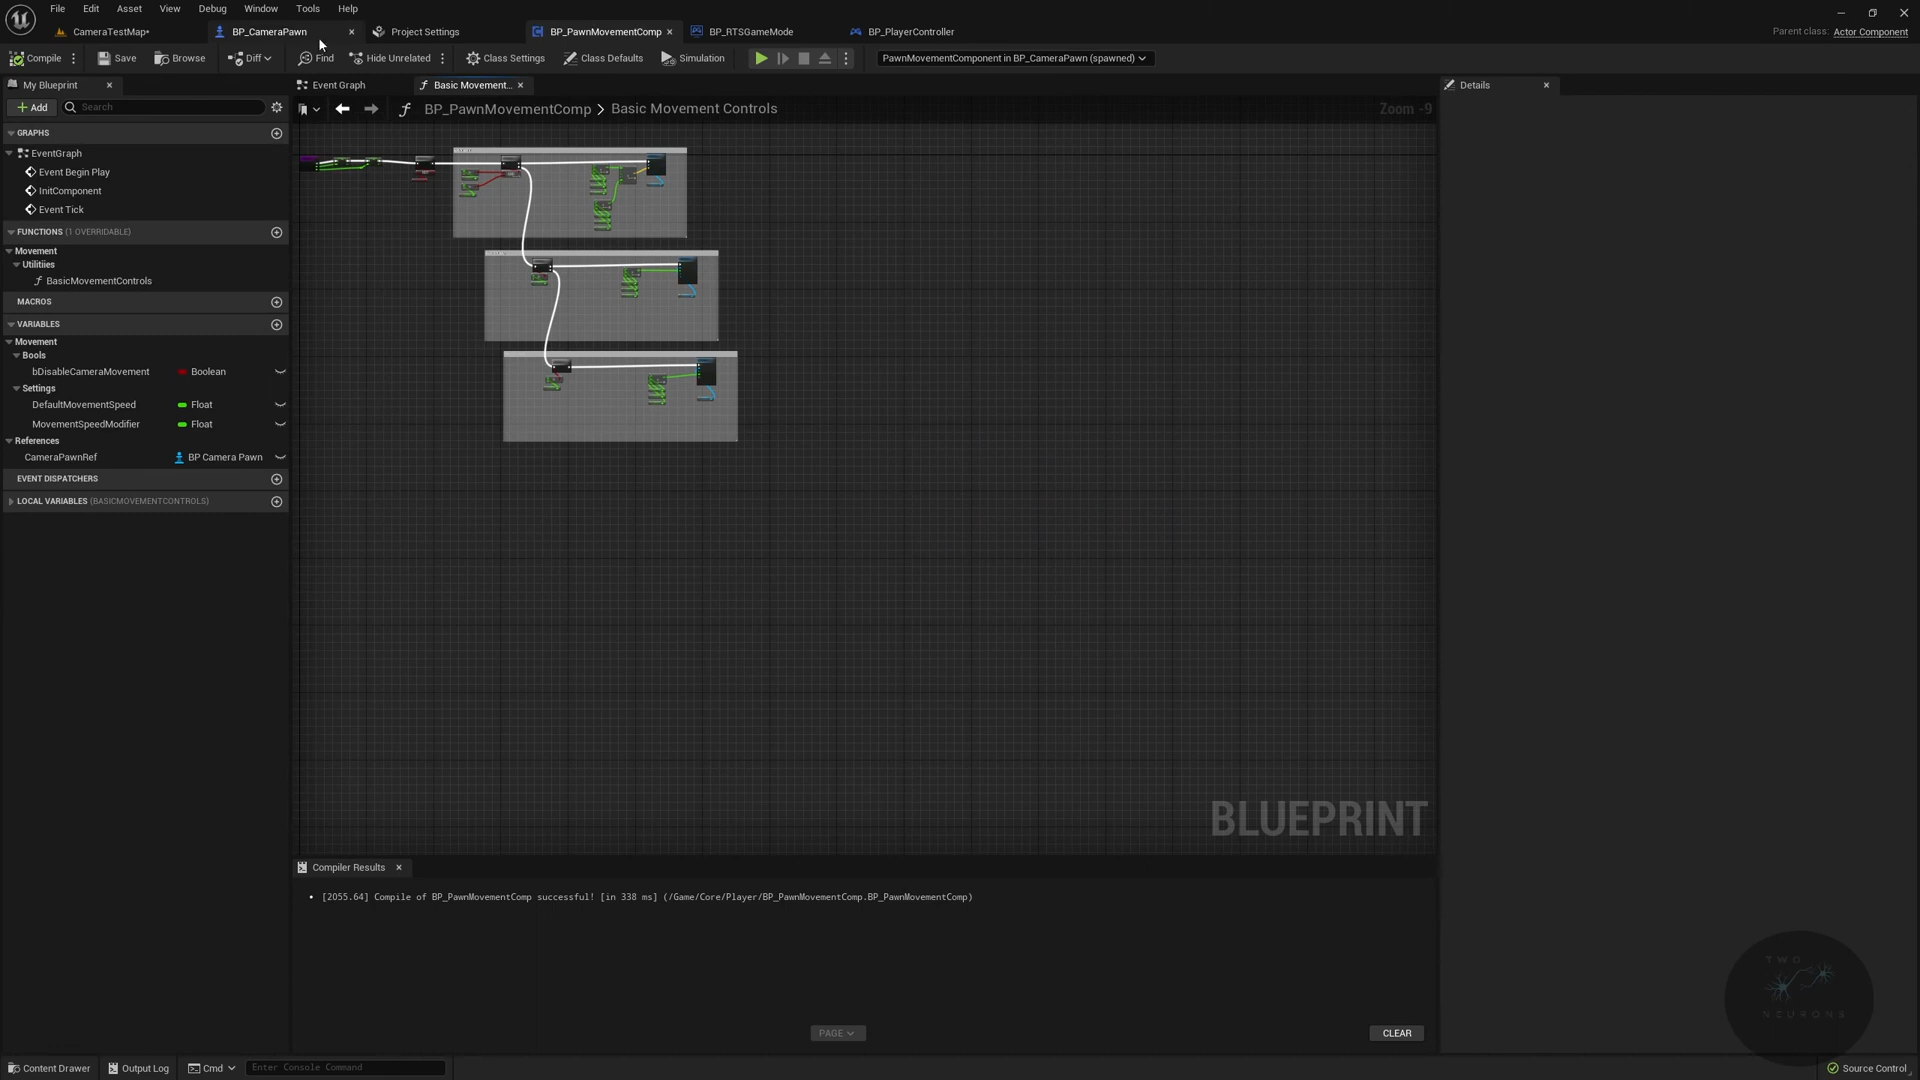 File Edit Asset View Debug Window Tools Help
CameraTestMap* BP_CameraPawn Project Settings BP_PawnMovementComp BP_RTSGameMode BP_PlayerController Parent class: Actor Component
Compile Save Browse Diff Find Hide Unrelated Class Settings Class Defaults Simulation PawnMovementComponent in BP_CameraPawn (spawned)
My Blueprint Event Graph Basic Movement.. Details
Add Search BP_PawnMovementComp > Basic Movement Controls Zoom -9
GRAPHS
EventGraph
Event Begin Play
InitComponent
Event Tick
FUNCTIONS (1 OVERRIDABLE)
Movement
Utilitiies
BasicMovementControls
MACROS
VARIABLES
Movement
Bools
bDisableCameraMovement Boolean
Settings
DefaultMovementSpeed Float
MovementSpeedModifier Float
References
CameraPawnRef BP Camera Pawn
EVENT DISPATCHERS
LOCAL VARIABLES (BASICMOVEMENTCONTROLS)
BLUEPRINT
Compiler Results
[2055.64] Compile of BP_PawnMovementComp successful! [in 338 ms] (/Game/Core/Player/BP_PawnMovementComp.BP_PawnMovementComp)
TWO
NEURONS
PAGE CLEAR
Content Drawer Output Log Cmd Enter Console Command Source Control